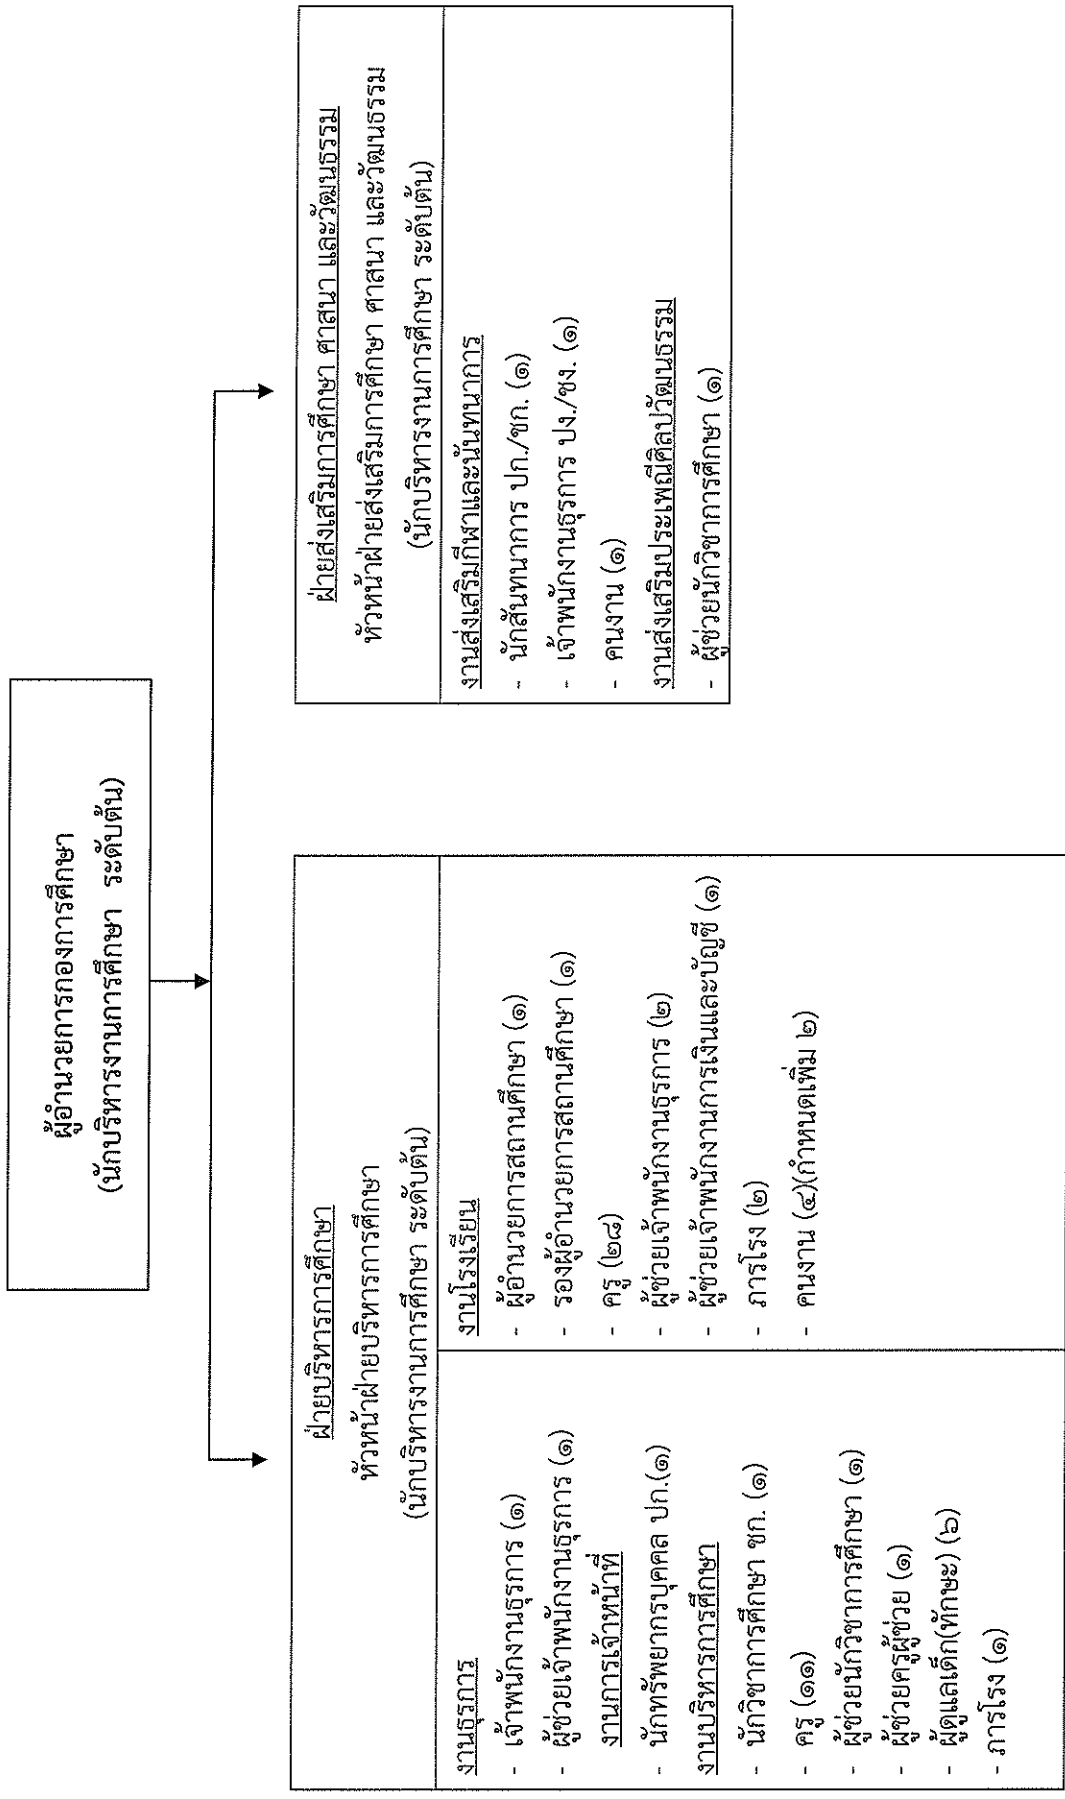 ผู้อำนวยการกองการศึกษา
(นักบริหารงานการศึกษา ระดับต้น)
ฝ่ายบริหารการศึกษา
หัวหน้าฝ่ายบริหารการศึกษา
(นักบริหารงานการศึกษา ระดับต้น)
งานธุรการ
- เจ้าพนักงานธุรการ (๑)
- ผู้ช่วยเจ้าพนักงานธุรการ (๑)
งานการเจ้าหน้าที่
- นักทรัพยากรบุคคล ปก.(๑)
งานบริหารการศึกษา
- นักวิชาการศึกษา ชก. (๑)
- ครู (๑๑)
- ผู้ช่วยนักวิชาการศึกษา (๑)
- ผู้ช่วยครูผู้ช่วย (๑)
- ผู้ดูแลเด็ก(ทักษะ) (๖)
- ภารโรง (๑)
งานโรงเรียน
- ผู้อำนวยการสถานศึกษา (๑)
- รองผู้อำนวยการสถานศึกษา (๑)
- ครู (๒๘)
- ผู้ช่วยเจ้าพนักงานธุรการ (๒)
- ผู้ช่วยเจ้าพนักงานการเงินและบัญชี (๑)
- ภารโรง (๒)
- คนงาน (๔)(กำหนดเพิ่ม ๒)
ฝ่ายส่งเสริมการศึกษา ศาสนา และวัฒนธรรม
หัวหน้าฝ่ายส่งเสริมการศึกษา ศาสนา และวัฒนธรรม
(นักบริหารงานการศึกษา ระดับต้น)
งานส่งเสริมกีฬาและนันทนาการ
- นักสันทนาการ ปก./ชก. (๑)
- เจ้าพนักงานธุรการ ปง./ชง. (๑)
- คนงาน (๑)
งานส่งเสริมประเพณีศิลปวัฒนธรรม
- ผู้ช่วยนักวิชาการศึกษา (๑)